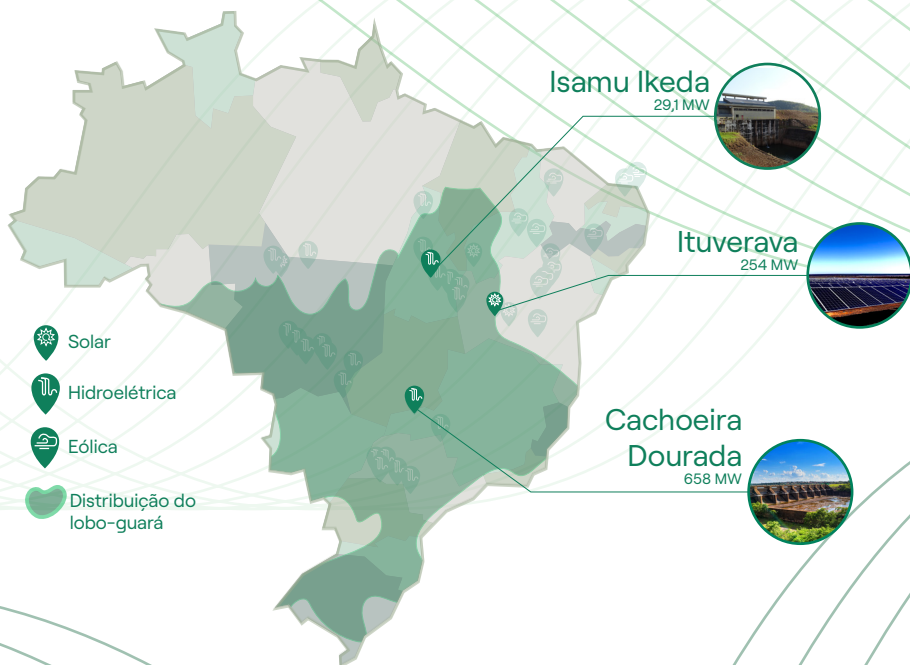 Isamu Ikeda
29,1 MW
Ituverava
254 MW
Solar
Hidroelétrica
Eólica
Distribuição do
lobo-guará
Cachoeira
Dourada
658 MW